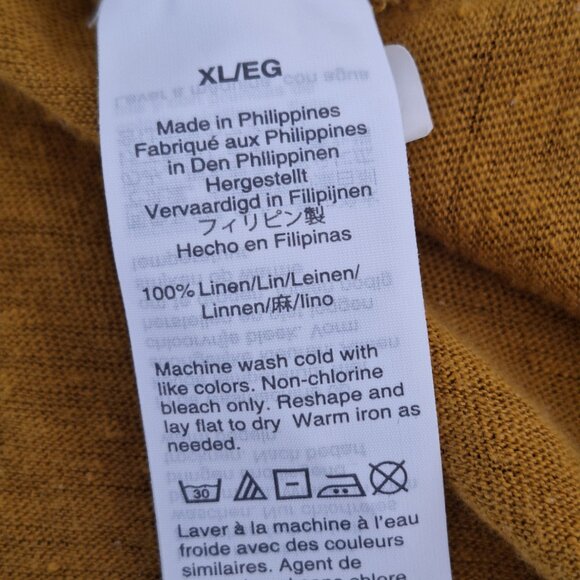 XL/EG
Made in Philippines
Fabriqué aux Philippines
in Den Philippinen
Hergestellt
Vervaardigd in Filipijnen
フィリピン製
Hecho en Filipinas
100% Linen/Lin/Leinen/
Linnen/麻/lino
Machine wash cold with
like colors. Non-chlorine
bleach only. Reshape and
lay flat to dry Warm iron as
needed.
30
Laver à la machine à l'eau
froide avec des couleurs
similaires. Agent de